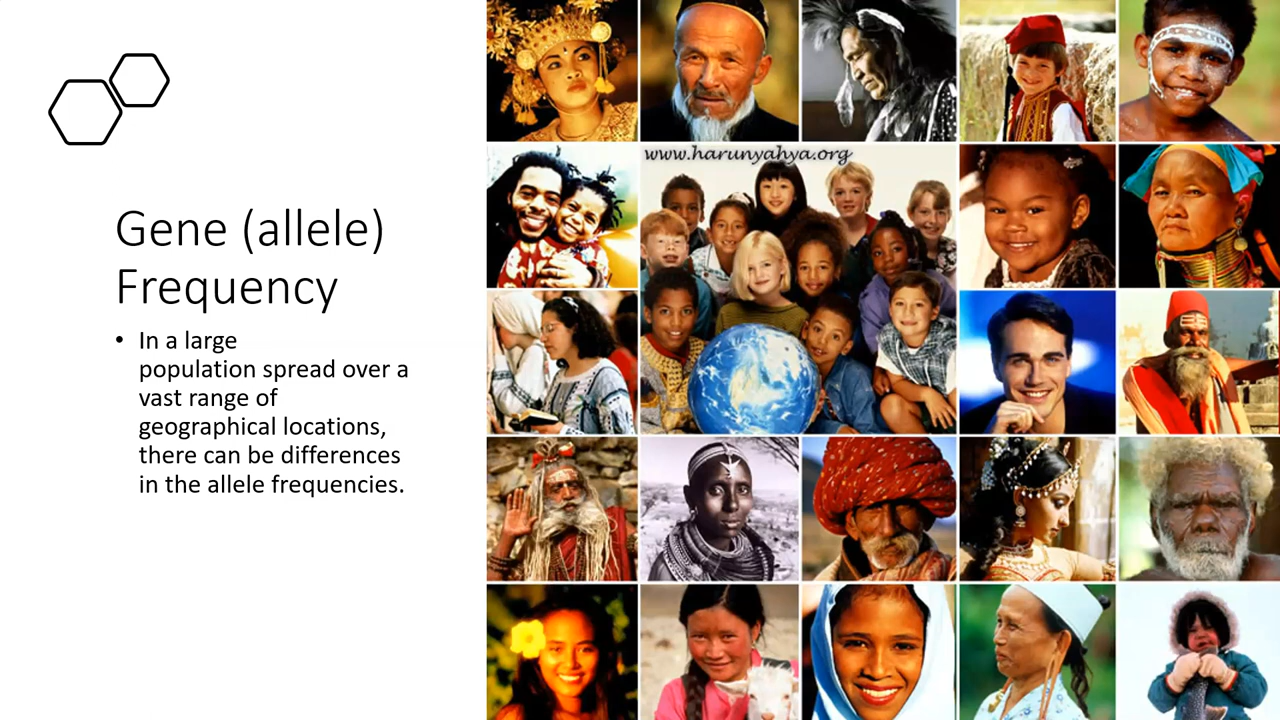 Gene (allele)
Frequency
• In a large
population spread over a
vast range of
geographical locations,
there can be differences
in the allele frequencies.
www.harunyahya.org